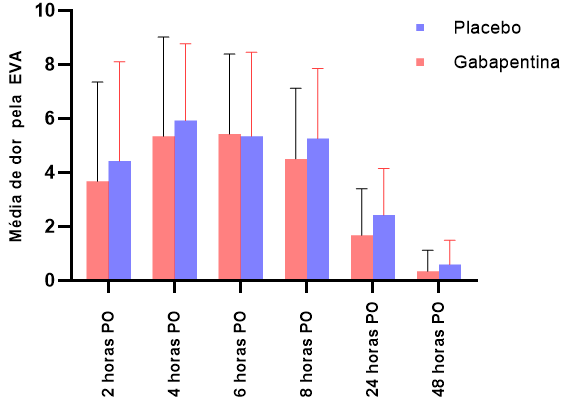 10
8
6
4
2
0
Média de dor pela EVA
Placebo
Gabapentina
2 horas PO
4 horas PO
6 horas PO
8 horas PO
24 horas PO
48 horas PO